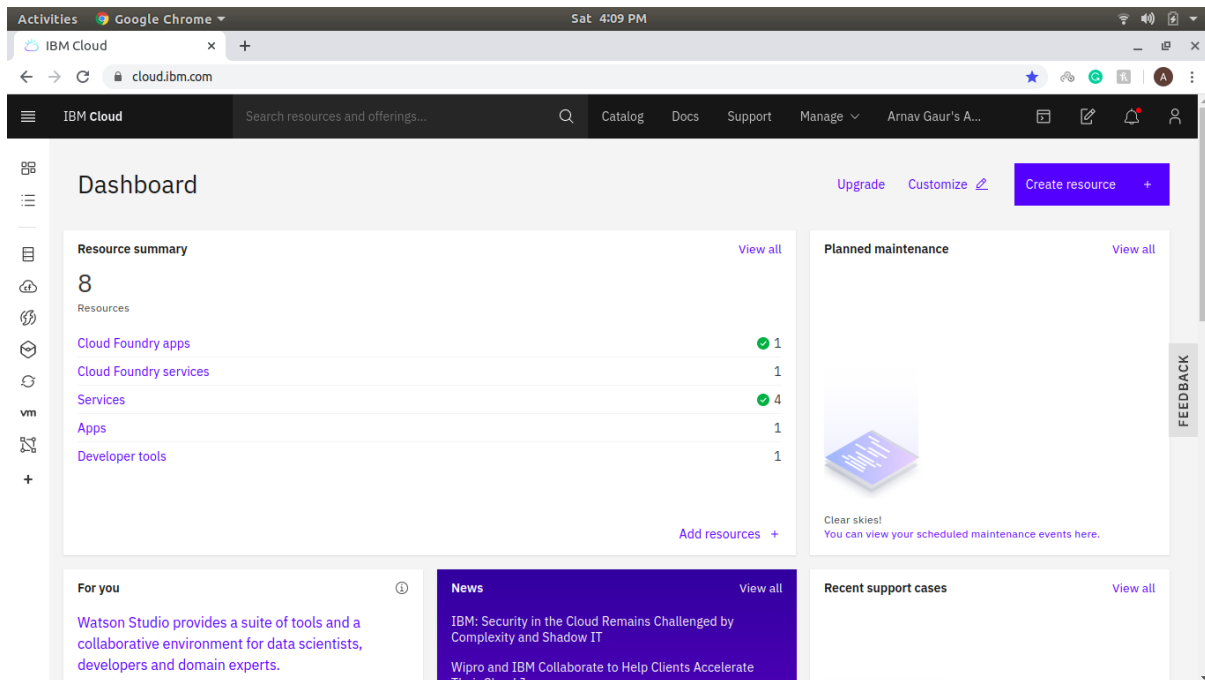 Activities Google Chrome Sat 4:09 PM
IBM Cloud
cloud.ibm.com A
IBM Cloud Search resources and offerings... Catalog Docs Support Manage Arnav Gaur's A...
Dashboard Upgrade Customize Create resource +
Resource summary View all
8
Resources
Cloud Foundry apps 1
Cloud Foundry services 1
Services 4
Apps 1
Developer tools 1
Add resources +
Planned maintenance View all
Clear skies!
You can view your scheduled maintenance events here.
FEEDBACK
cf
vm
For you
Watson Studio provides a suite of tools and a
collaborative environment for data scientists,
developers and domain experts.
News View all
IBM: Security in the Cloud Remains Challenged by
Complexity and Shadow IT
Wipro and IBM Collaborate to Help Clients Accelerate
Recent support cases View all